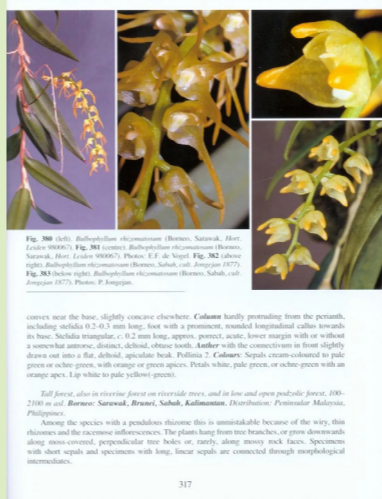 Fig. 380 (left). Bulbophyllum rhizomatosum (Borneo, Sarawak, Hort.
Leiden 980067). Fig. 381 (centre). Bulbophyllum rhizomatosum (Borneo,
Sarawak, Hort. Leiden 980067). Photos: E.F. de Vogel. Fig. 382 (above
right). Bulbophyllum rhizomatosum (Borneo, Sabah, cult. Jongejan 1877).
Fig. 383 (below right). Bulbophyllum rhizomatosum (Borneo, Sabah, cult.
Jongejan 1877). Photos: P. Jongejan.
convex near the base, slightly concave elsewhere. Column hardly protruding from the perianth,
including stelidia 0.2-0.3 mm long, foot with a prominent, rounded longitudinal callus towards
its base. Stelidia triangular, c. 0.2 mm long, approx. porrect, acute, lower margin with or without
a somewhat antrorse, distinct, deltoid, obtuse tooth. Anther with the connectivum in front slightly
drawn out into a flat, deltoid, apiculate beak. Pollinia 2. Colours: Sepals cream-coloured to pale
green or ochre-green, with orange or green apices. Petals white, pale green, or ochre-green with an
orange apex. Lip white to pale yellow(-green).
Tall forest, also in riverine forest on riverside trees, and in low and open podzolic forest, 100–
2100 m asl. Borneo: Sarawak, Brunei, Sabah, Kalimantan. Distribution: Peninsular Malaysia,
Philippines.
Among the species with a pendulous rhizome this is unmistakable because of the wiry, thin
rhizomes and the racemose inflorescences. The plants hang from tree branches, or grow downwards
along moss-covered, perpendicular tree boles or, rarely, along mossy rock faces. Specimens
with short sepals and specimens with long, linear sepals are connected through morphological
intermediates.
317